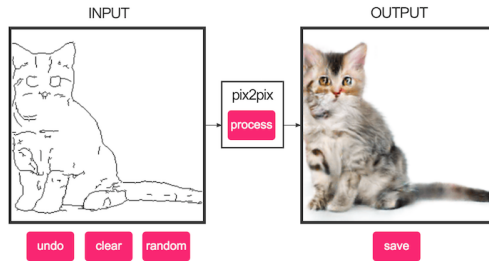 INPUT
OUTPUT
pix2pix
process
undo
clear
random
save